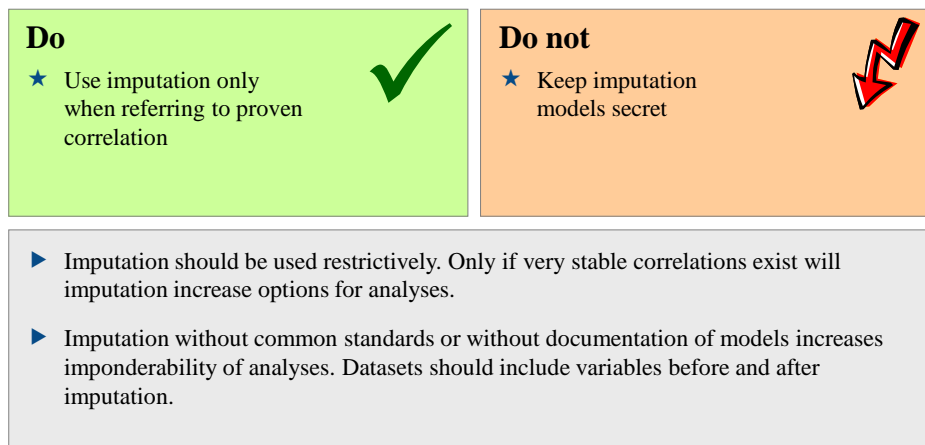 Do
Use imputation only
when referring to proven
correlation
Do not
Keep imputation
models secret
Imputation should be used restrictively. Only if very stable correlations exist will
imputation increase options for analyses.
Imputation without common standards or without documentation of models increases
imponderability of analyses. Datasets should include variables before and after
imputation.